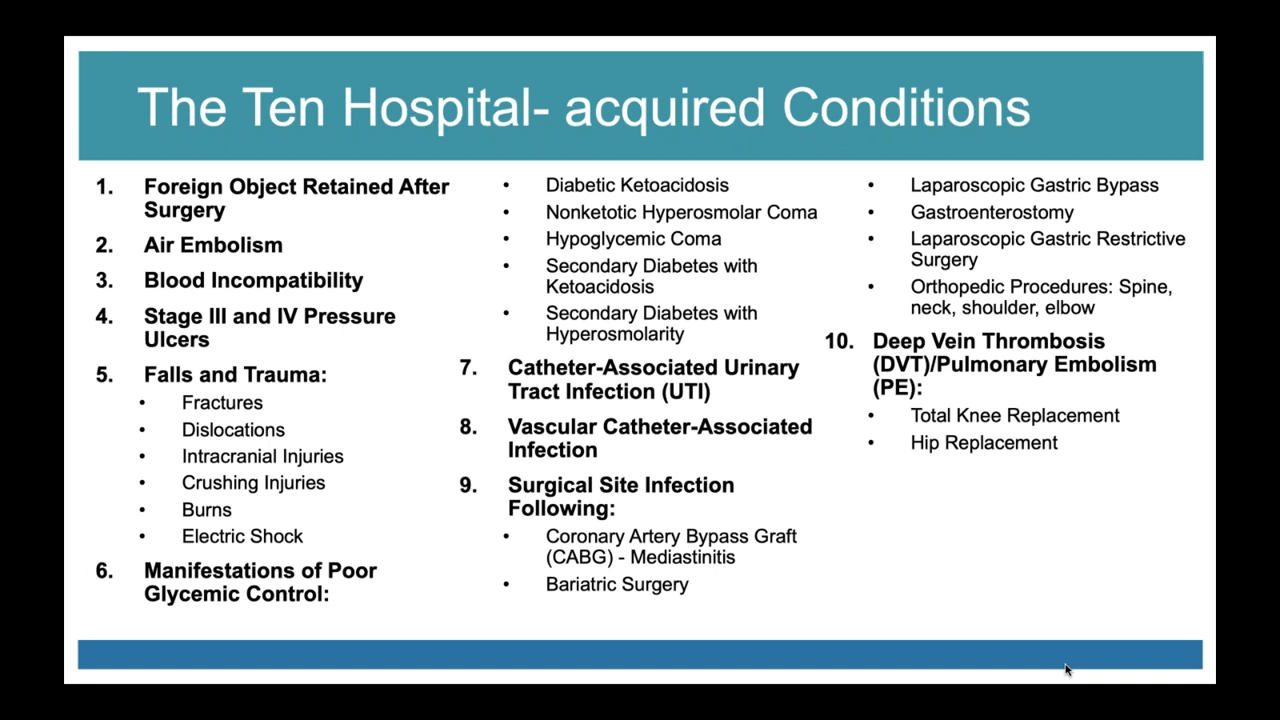 The Ten Hospital- acquired Conditions
1. Foreign Object Retained After
Surgery
2. Air Embolism
3. Blood Incompatibility
4. Stage III and IV Pressure
Ulcers
5. Falls and Trauma:
• Fractures
• Dislocations
• Intracranial Injuries
• Crushing Injuries
• Burns
• Electric Shock
6. Manifestations of Poor
Glycemic Control:
• Diabetic Ketoacidosis
• Nonketotic Hyperosmolar Coma
• Hypoglycemic Coma
• Secondary Diabetes with
Ketoacidosis
• Secondary Diabetes with
Hyperosmolarity
7. Catheter-Associated Urinary
Tract Infection (UTI)
8. Vascular Catheter-Associated
Infection
9. Surgical Site Infection
Following:
• Coronary Artery Bypass Graft
(CABG) - Mediastinitis
• Bariatric Surgery
• Laparoscopic Gastric Bypass
• Gastroenterostomy
• Laparoscopic Gastric Restrictive
Surgery
• Orthopedic Procedures: Spine,
neck, shoulder, elbow
10. Deep Vein Thrombosis
(DVT)/Pulmonary Embolism
(PE):
• Total Knee Replacement
• Hip Replacement